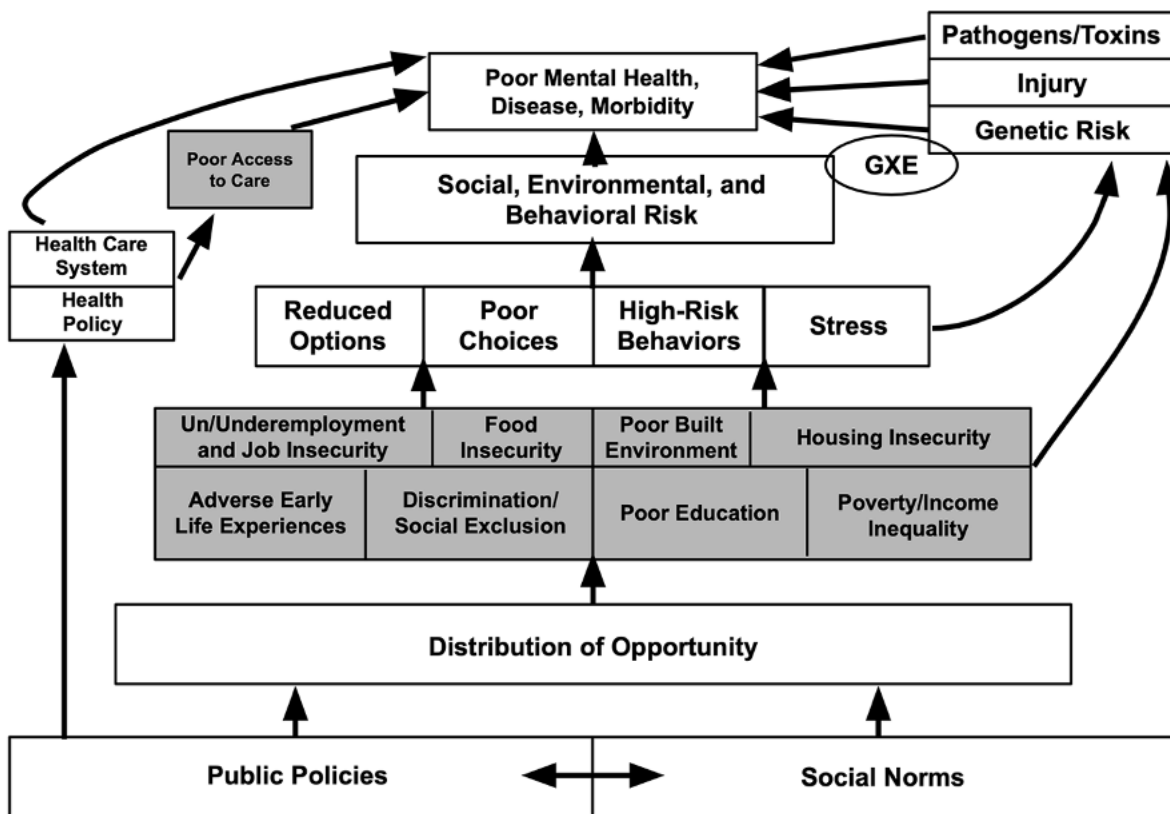 Pathogens/Toxins
Injury
Genetic Risk
Poor Mental Health,
Disease, Morbidity
Poor Access
to Care
GXE
Social, Environmental, and
Behavioral Risk
Health Care
System
Health
Policy
Reduced
Options
Poor
Choices
High-Risk
Behaviors
Stress
Un/Underemployment
and Job Insecurity
Food
Insecurity
Poor Built
Environment
Housing Insecurity
Adverse Early
Life Experiences
Discrimination/
Social Exclusion
Poor Education
Poverty/Income
Inequality
Distribution of Opportunity
Public Policies
Social Norms